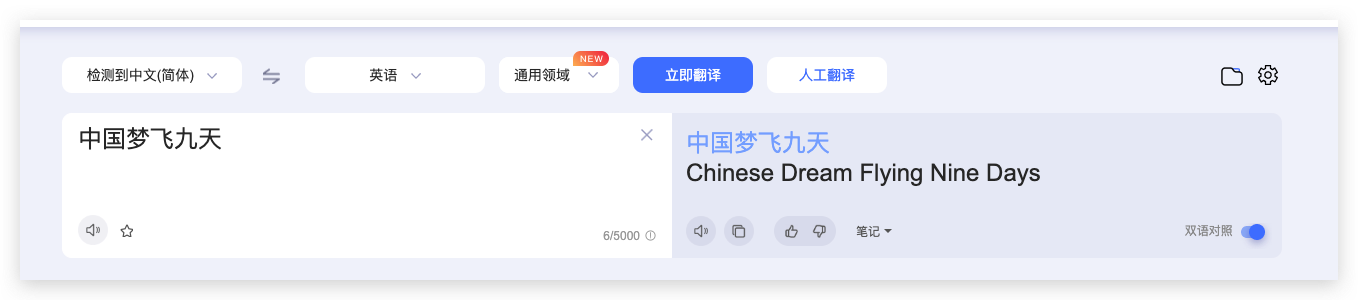 检测到中文(简体)
英语
通用领域
NEW
立即翻译
人工翻译
中国梦飞九天
6/5000
中国梦飞九天
Chinese Dream Flying Nine Days
笔记
双语对照